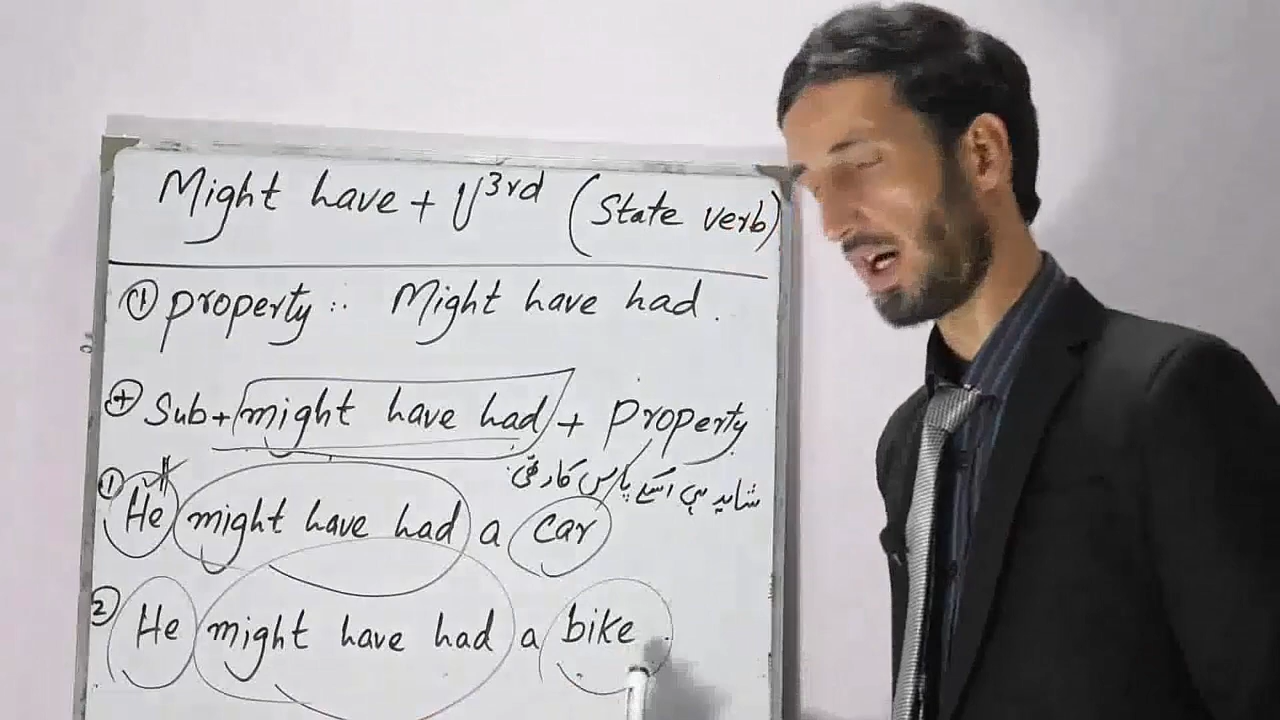 Might have + V3rd (State verb)
① property :: Might have had.
⊕ Sub + might have had + Property
شاید ہی اسکے پاس کار تھی
① He might have had a car
② He might have had a bike.